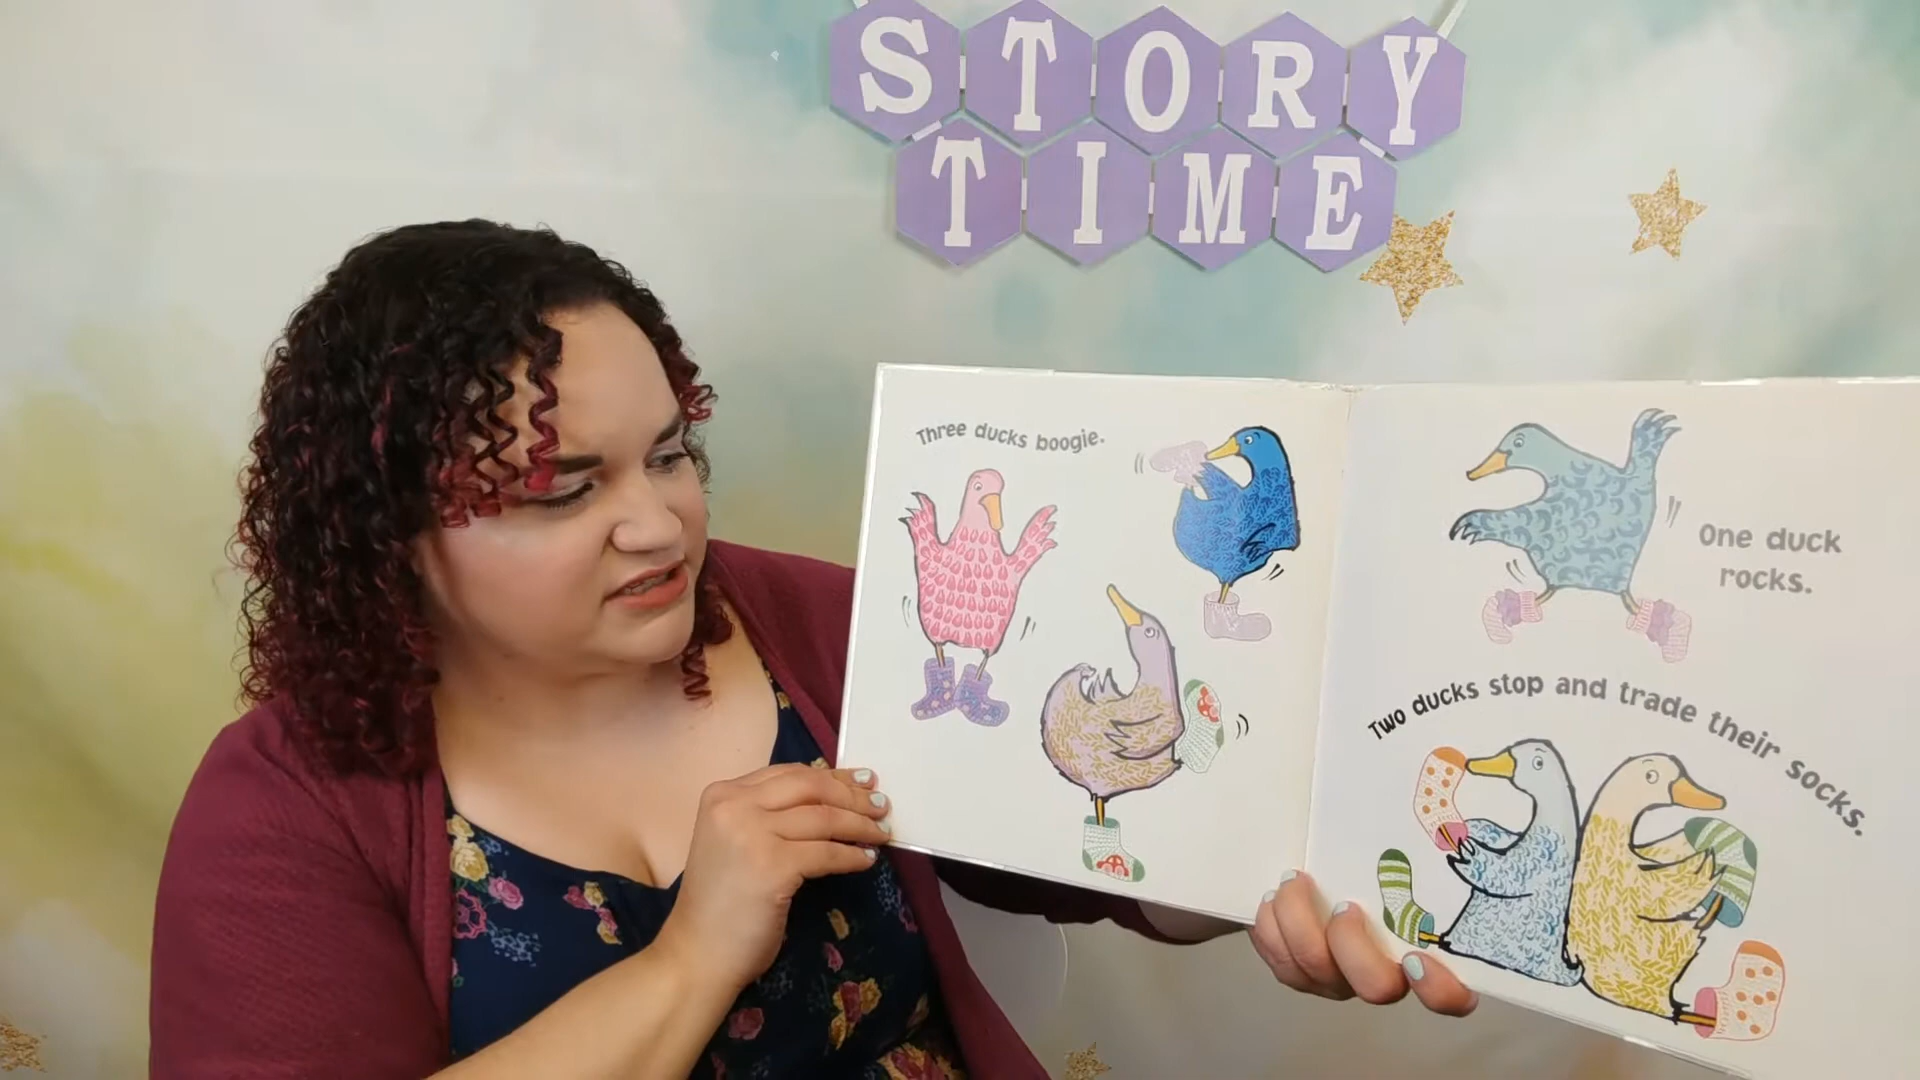 STORY
TIME
Three ducks boogie.
One duck
rocks.
Two ducks stop and trade their socks.